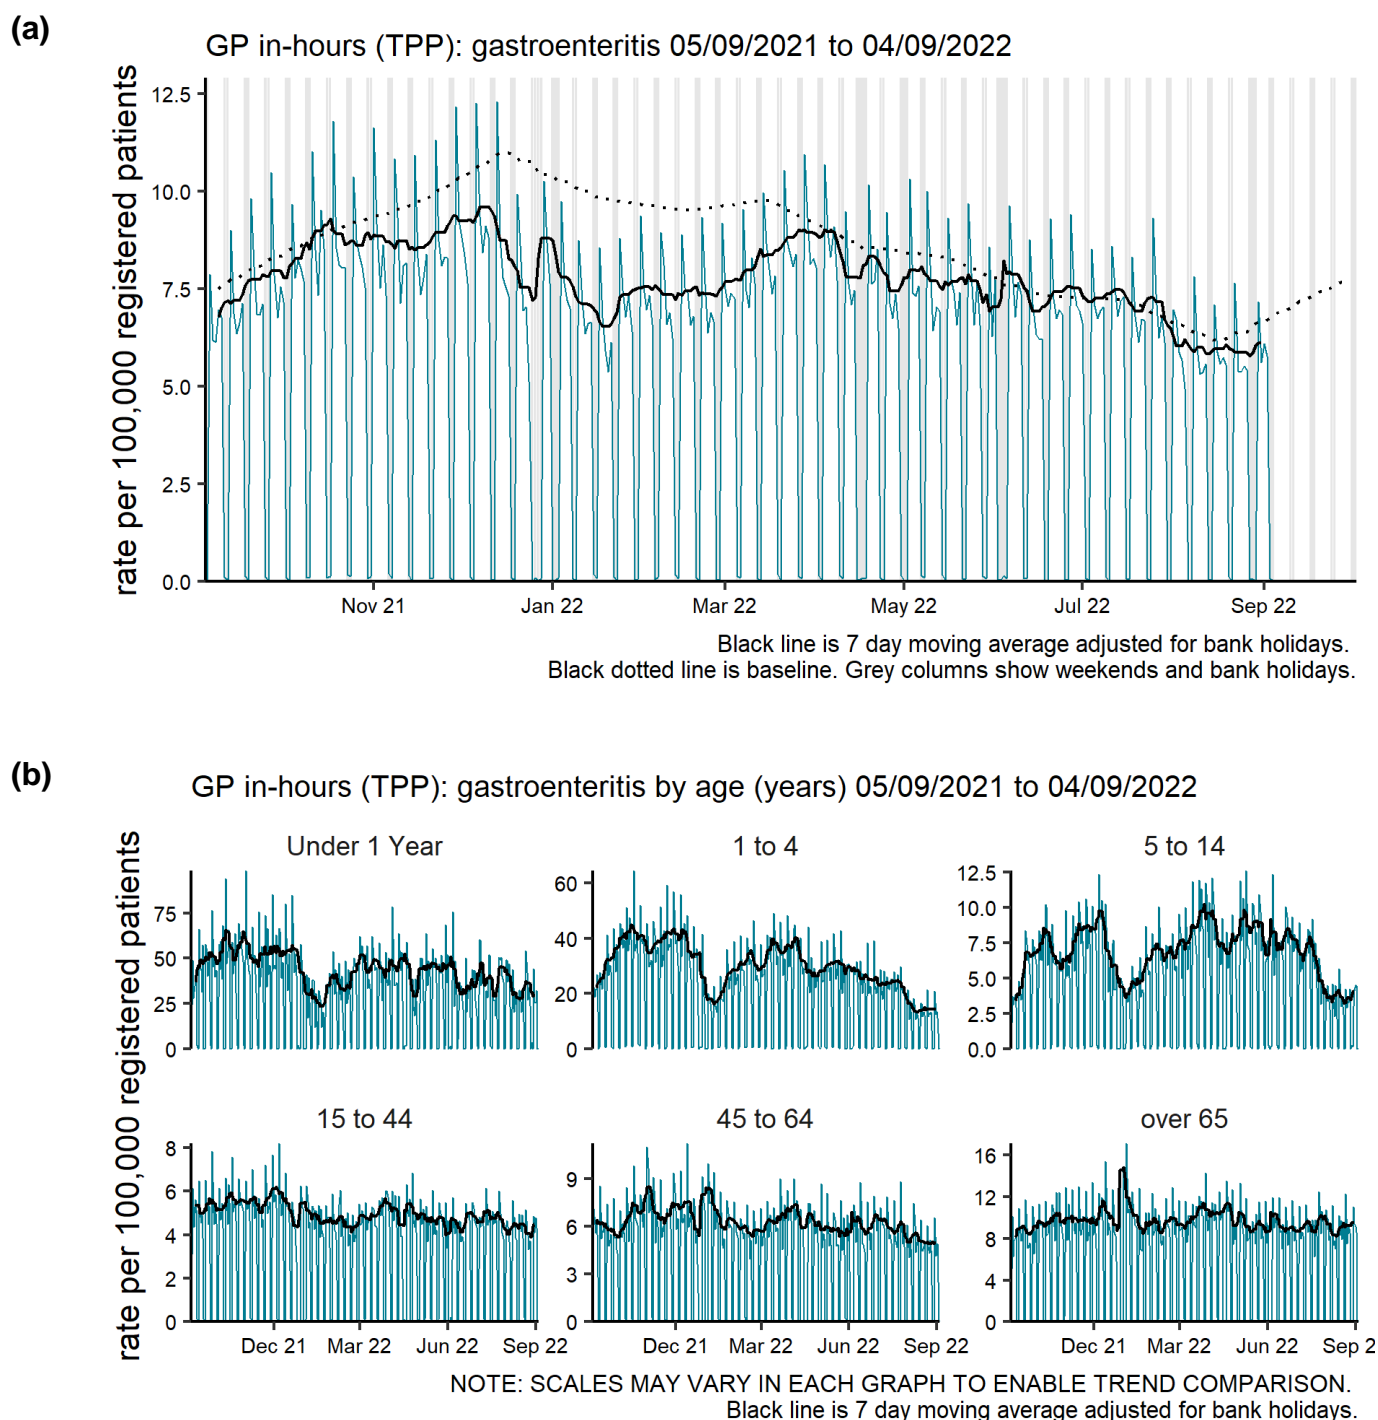 (a)
GP in-hours (TPP): gastroenteritis 05/09/2021 to 04/09/2022
rate per 100,000 registered patients
12.5
10.0
7.5
5.0
2.5
0.0
Nov 21 Jan 22 Mar 22 May 22 Jul 22 Sep 22
Black line is 7 day moving average adjusted for bank holidays.
Black dotted line is baseline. Grey columns show weekends and bank holidays.
(b)
GP in-hours (TPP): gastroenteritis by age (years) 05/09/2021 to 04/09/2022
rate per 100,000 registered patients
Under 1 Year
75
50
25
0
1 to 4
60
40
20
0
5 to 14
12.5
10.0
7.5
5.0
2.5
0.0
15 to 44
8
6
4
2
0
Dec 21 Mar 22 Jun 22 Sep 22
45 to 64
9
6
3
0
Dec 21 Mar 22 Jun 22 Sep 22
over 65
16
12
8
4
0
Dec 21 Mar 22 Jun 22 Sep 2
NOTE: SCALES MAY VARY IN EACH GRAPH TO ENABLE TREND COMPARISON.
Black line is 7 day moving average adjusted for bank holidays.